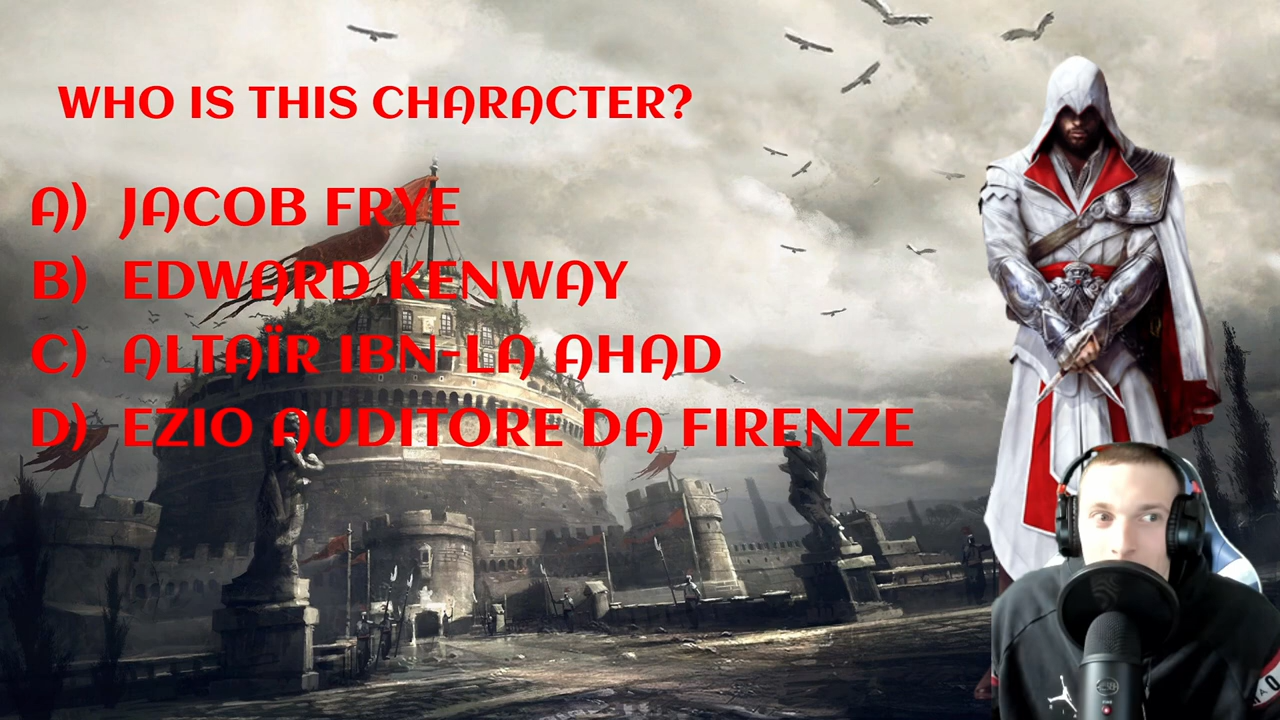 WHO IS THIS CHARACTER?
A) JACOB FRYE
B) EDWARD KENWAY
C) ALTAÏR IBN-LA AHAD
D) EZIO AUDITORE DA FIRENZE